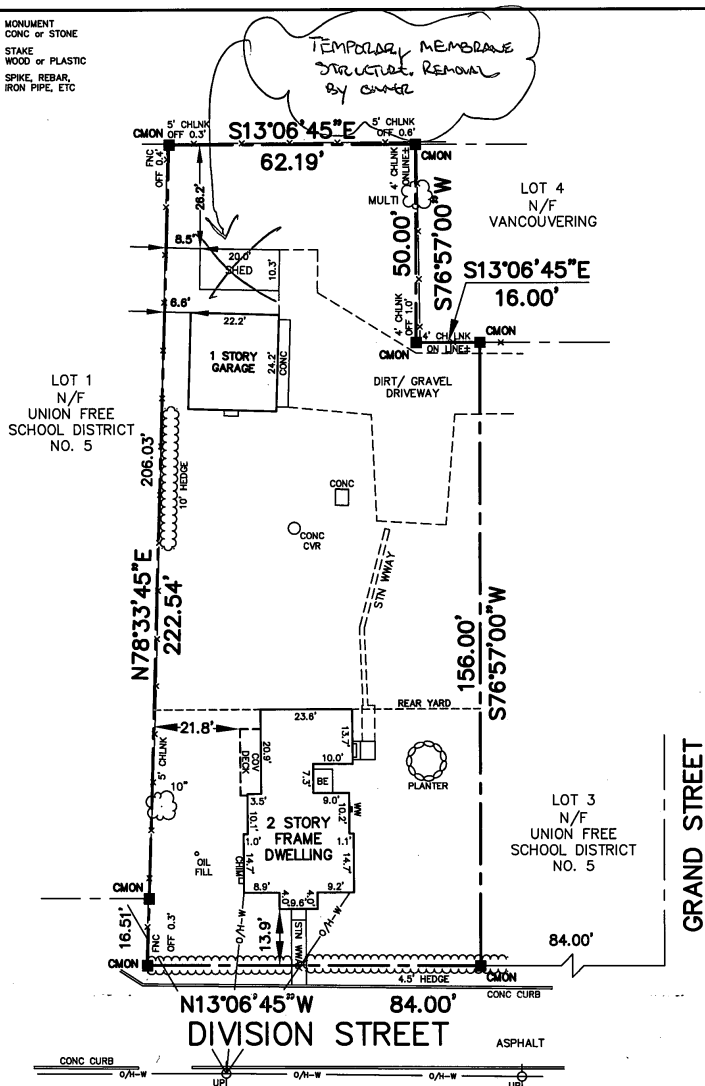 MONUMENT
CONC or STONE
STAKE
WOOD or PLASTIC
SPIKE, REBAR,
IRON PIPE, ETC
TEMPORARY MEMBRANE
STRUCTURE. REMOVAL
BY OWNER
5' CHLNK
OFF 0.3'
S13°06'45"E
5' CHLNK
OFF 0.6'
CMON
62.19'
CMON
FNC
OFF 0.4'
26.2'
4' CHLNK
ONLINE±
MULTI
50.00'
S76°57'00"W
LOT 4
N/F
VANCOUVERING
8.5'
20.0'
SHED
10.3'
S13°06'45"E
16.00'
6.6'
22.2'
4' CHLNK
OFF 1.0'
4' CHLNK
ON LINE±
CMON
CMON
1 STORY
GARAGE
24.2'
CONC
DIRT/ GRAVEL
DRIVEWAY
LOT 1
N/F
UNION FREE
SCHOOL DISTRICT
NO. 5
206.03'
10' HEDGE
CONC
CONC
CVR
STN WWAY
N78°33'45"E
222.54'
156.00'
S76°57'00"W
REAR YARD
23.6'
21.8'
13.7'
5' CHLNK
COV
DECK
20.9'
10.0'
7.3'
BE
PLANTER
10"
3.5'
9.0'
10.1'
10.2'
WW
2 STORY
FRAME
DWELLING
1.0'
1.1'
14.7'
14.7'
CHIM
OIL
FILL
8.9'
9.2'
4.0'
9.6'
4.0'
LOT 3
N/F
UNION FREE
SCHOOL DISTRICT
NO. 5
GRAND STREET
CMON
16.51'
FNC
OFF 0.3'
O/H-W
13.9'
STN WWAY
O/H-W
84.00'
CMON
CMON
4.5' HEDGE
CONC CURB
N13°06'45"W
84.00'
DIVISION STREET
ASPHALT
CONC CURB
O/H-W
O/H-W
O/H-W
O/H-W
UP!
UP!